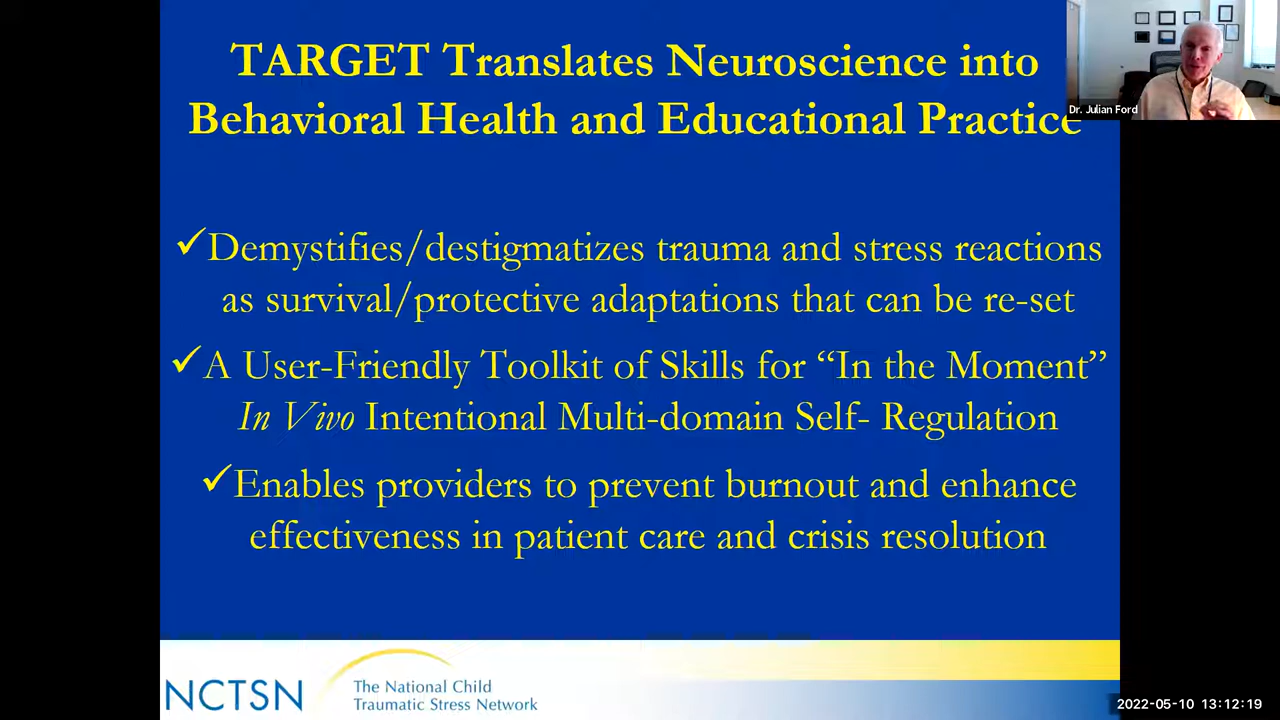 TARGET Translates Neuroscience into
Behavioral Health and Educational Practice
Dr. Julian Ford
✓Demystifies/destigmatizes trauma and stress reactions
as survival/protective adaptations that can be re-set
✓A User-Friendly Toolkit of Skills for “In the Moment”
In Vivo Intentional Multi-domain Self- Regulation
✓Enables providers to prevent burnout and enhance
effectiveness in patient care and crisis resolution
NCTSN
The National Child
Traumatic Stress Network
2022-05-10 13:12:19